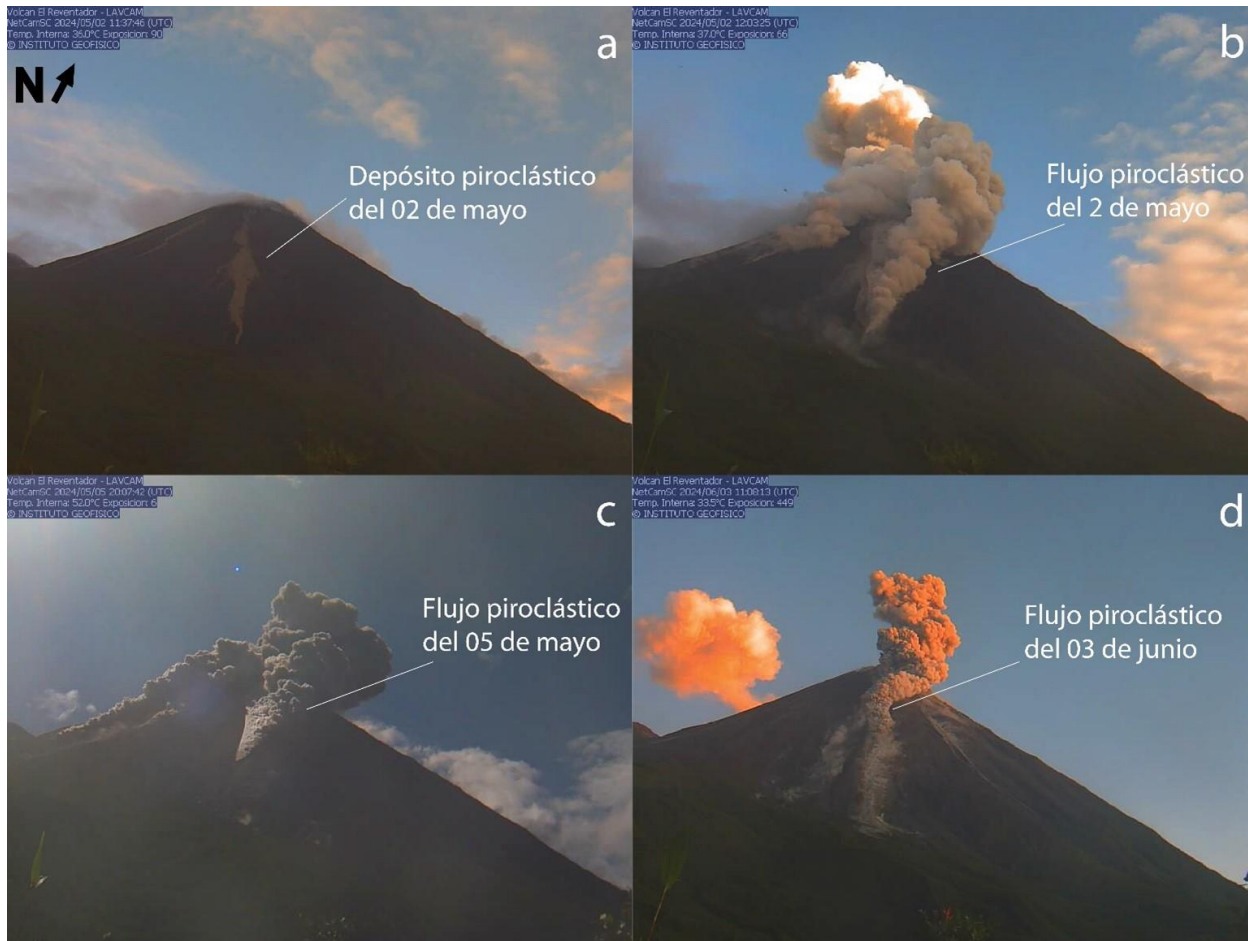 Volcan El Reventador - LAVCAM
NetCamSC 2024/05/02 11:37:46 (UTC)
Temp. Interna: 36.0°C Exposicion: 90
© INSTITUTO GEOFISICO
a
N
Depósito piroclástico
del 02 de mayo
Volcan El Reventador - LAVCAM
NetCamSC 2024/05/02 12:03:25 (UTC)
Temp. Interna: 37.0°C Exposicion: 66
© INSTITUTO GEOFISICO
b
Flujo piroclástico
del 2 de mayo
Volcan El Reventador - LAVCAM
NetCamSC 2024/05/05 20:07:42 (UTC)
Temp. Interna: 52.0°C Exposicion: 6
© INSTITUTO GEOFISICO
c
Flujo piroclástico
del 05 de mayo
Volcan El Reventador - LAVCAM
NetCamSC 2024/06/03 11:08:13 (UTC)
Temp. Interna: 33.5°C Exposicion: 449
© INSTITUTO GEOFISICO
d
Flujo piroclástico
del 03 de junio